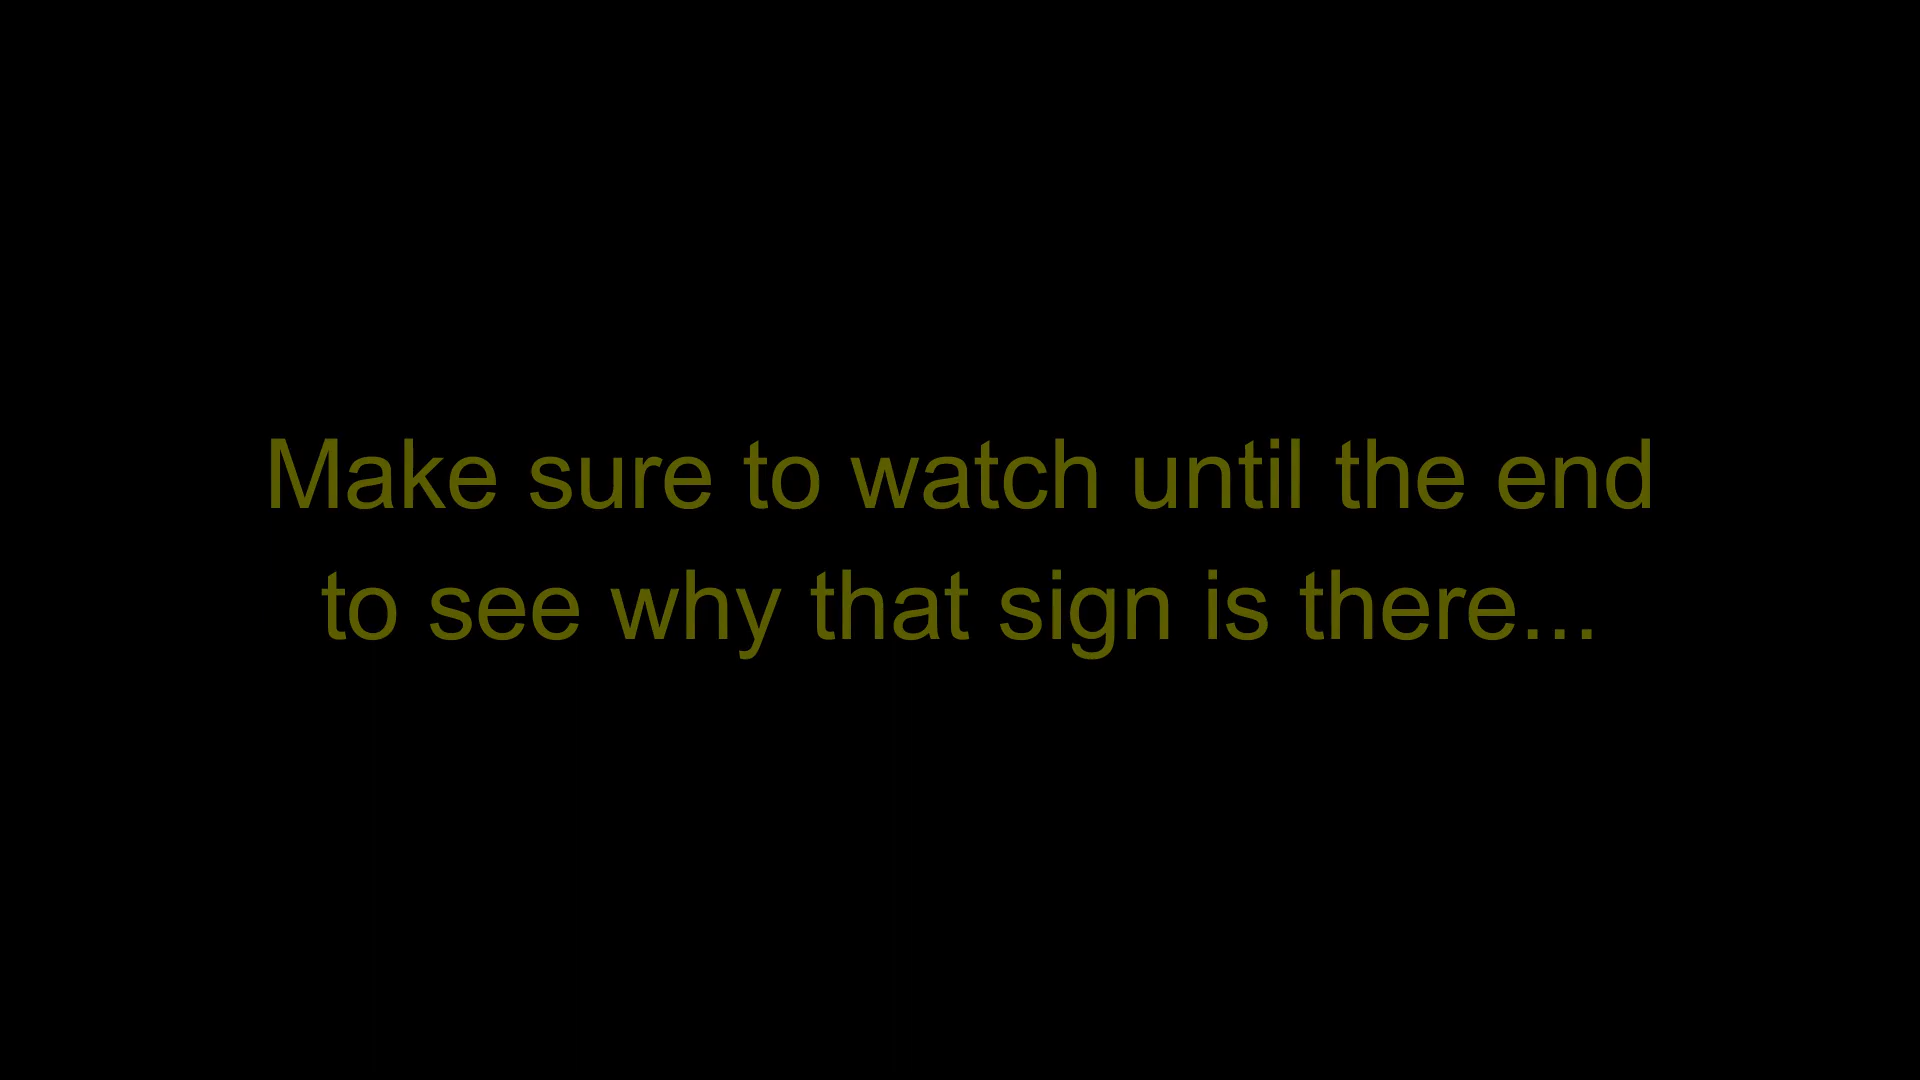 Make sure to watch until the end
to see why that sign is there...